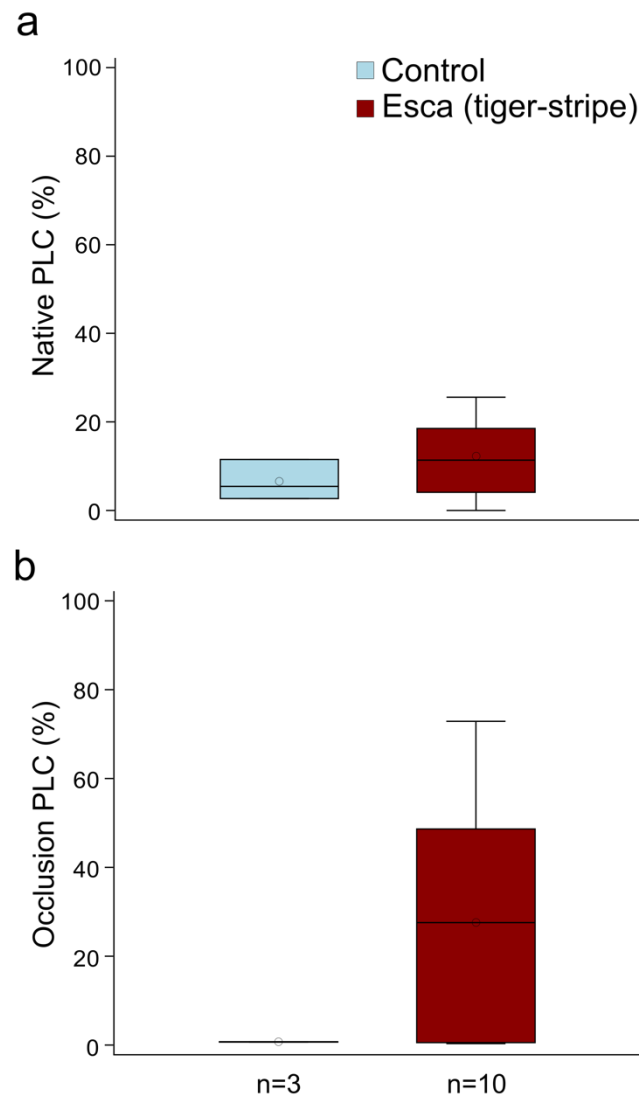 a
Control
Esca (tiger-stripe)
Native PLC (%)
100
80
60
40
20
0
b
Occlusion PLC (%)
100
80
60
40
20
0
n=3 n=10